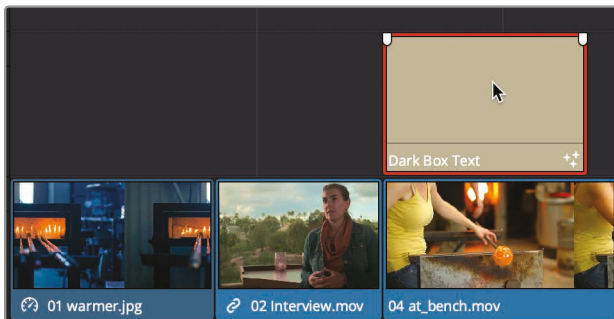 Dark Box Text
01 warmer.jpg
02 Interview.mov
04 at_bench.mov